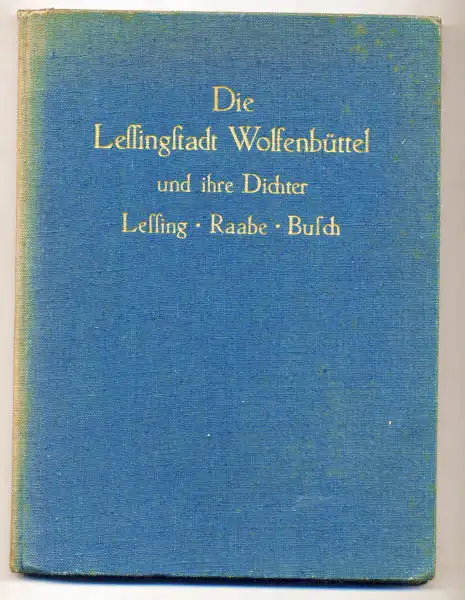 Die
Leſſingſtadt Wolfenbüttel
und ihre Dichter
Leſſing · Raabe · Buſch